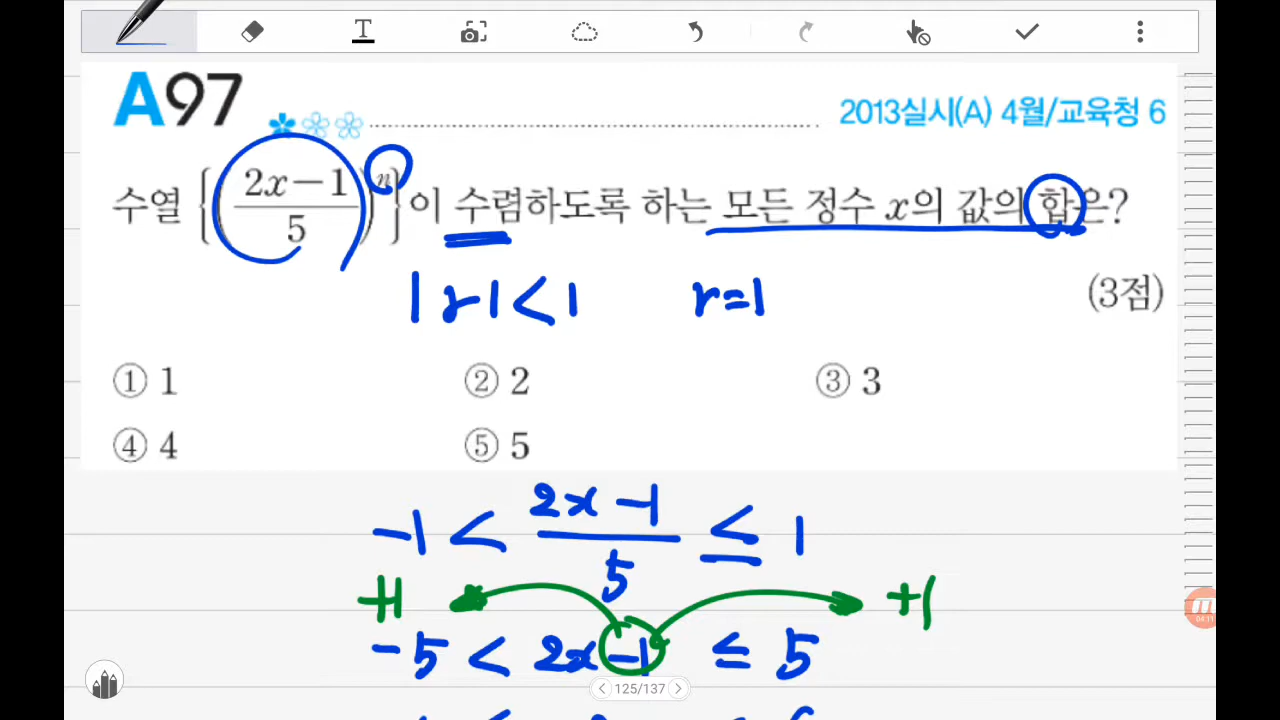 T
A97
2013실시(A) 4월/교육청 6
수열 {((2x-1)/5)^n}이 수렴하도록 하는 모든 정수 x의 값의 합은?
|r|<1 r=1
(3점)
① 1 ② 2 ③ 3
④ 4 ⑤ 5
-1 < (2x-1)/5 ≤ 1
+1 +1
-5 < 2x-1 ≤ 5
125/137
04:11